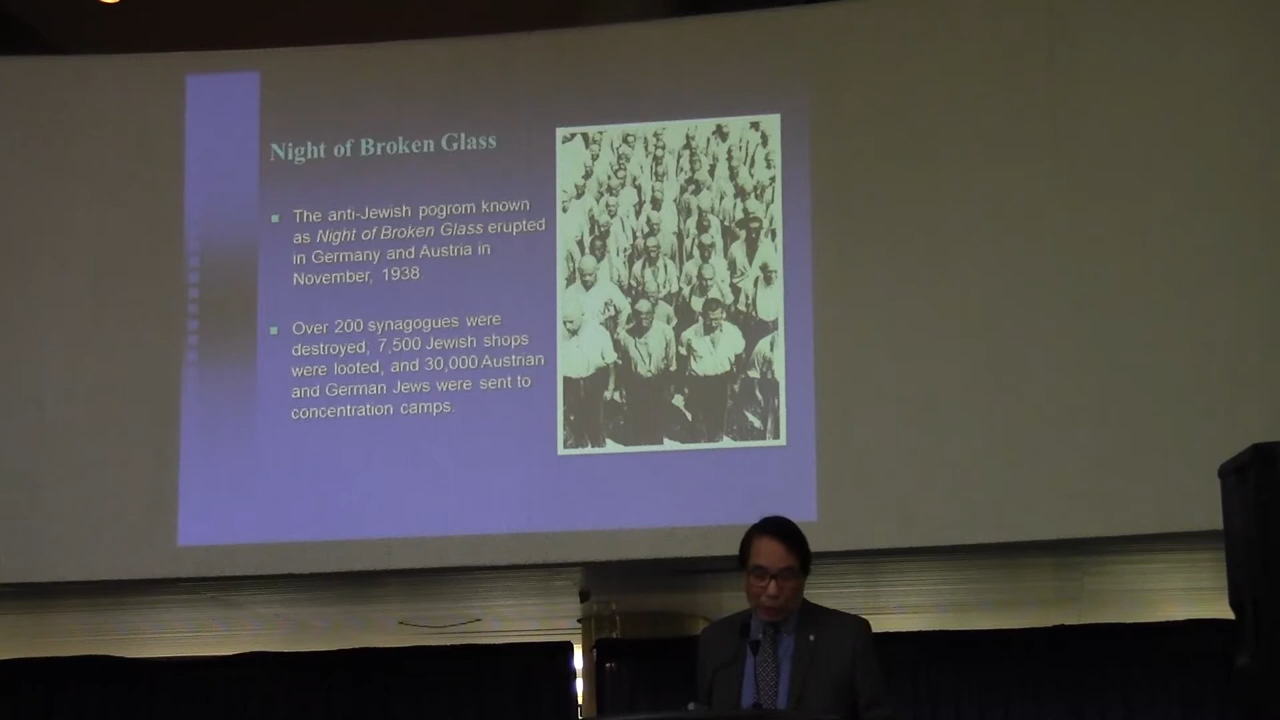 Night of Broken Glass
The anti-Jewish pogrom known
as Night of Broken Glass erupted
in Germany and Austria in
November, 1938.
Over 200 synagogues were
destroyed, 7,500 Jewish shops
were looted, and 30,000 Austrian
and German Jews were sent to
concentration camps.